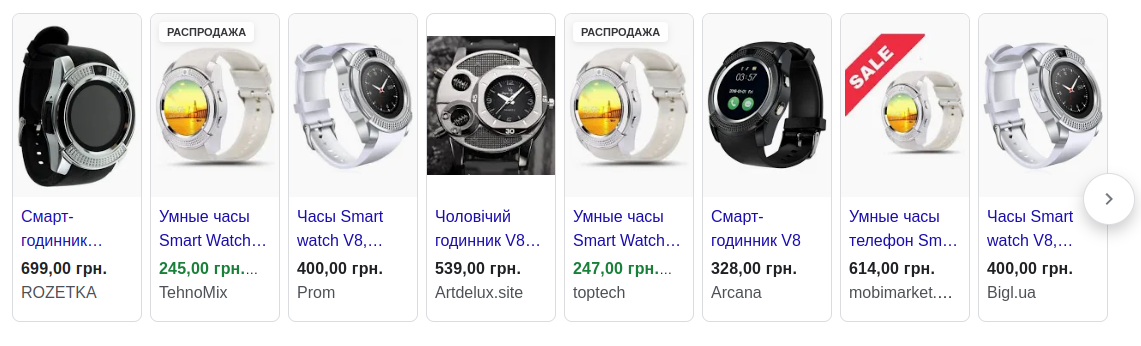 Смарт-
годинник…
699,00 грн.
ROZETKA
РАСПРОДАЖА
Умные часы
Smart Watch…
245,00 грн.…
TehnoMix
Часы Smart
watch V8,…
400,00 грн.
Prom
30
Чоловічий
годинник V8…
539,00 грн.
Artdelux.site
РАСПРОДАЖА
Умные часы
Smart Watch…
247,00 грн.…
toptech
03:57
Смарт-
годинник V8
328,00 грн.
Arcana
SALE
Умные часы
телефон Sm…
614,00 грн.
mobimarket.…
Часы Smart
watch V8,…
400,00 грн.
Bigl.ua